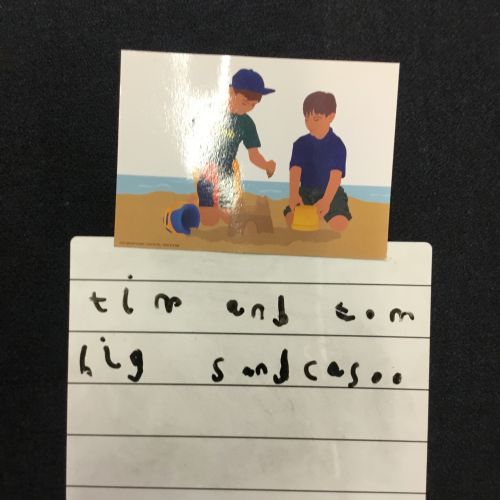 tim and tom
big sandcasoo